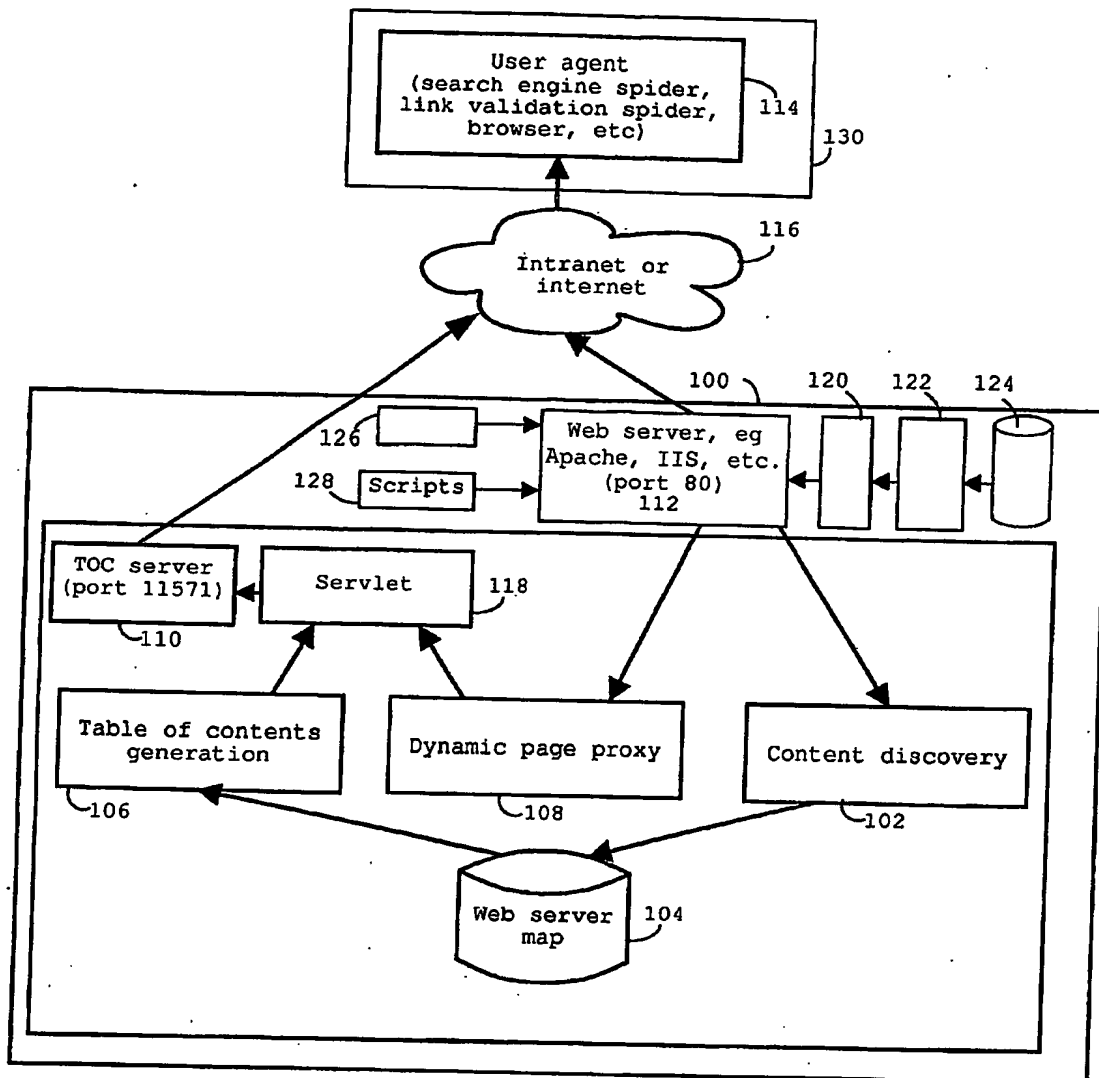 User agent
(search engine spider,
link validation spider,
browser, etc)
114
130
116
Intranet or
internet
100
120
122
124
126
Web server, eg
Apache, IIS, etc.
(port 80)
112
128
Scripts
TOC server
(port 11571)
110
Servlet
118
Table of contents
generation
106
Dynamic page proxy
108
Content discovery
102
Web server
map
104